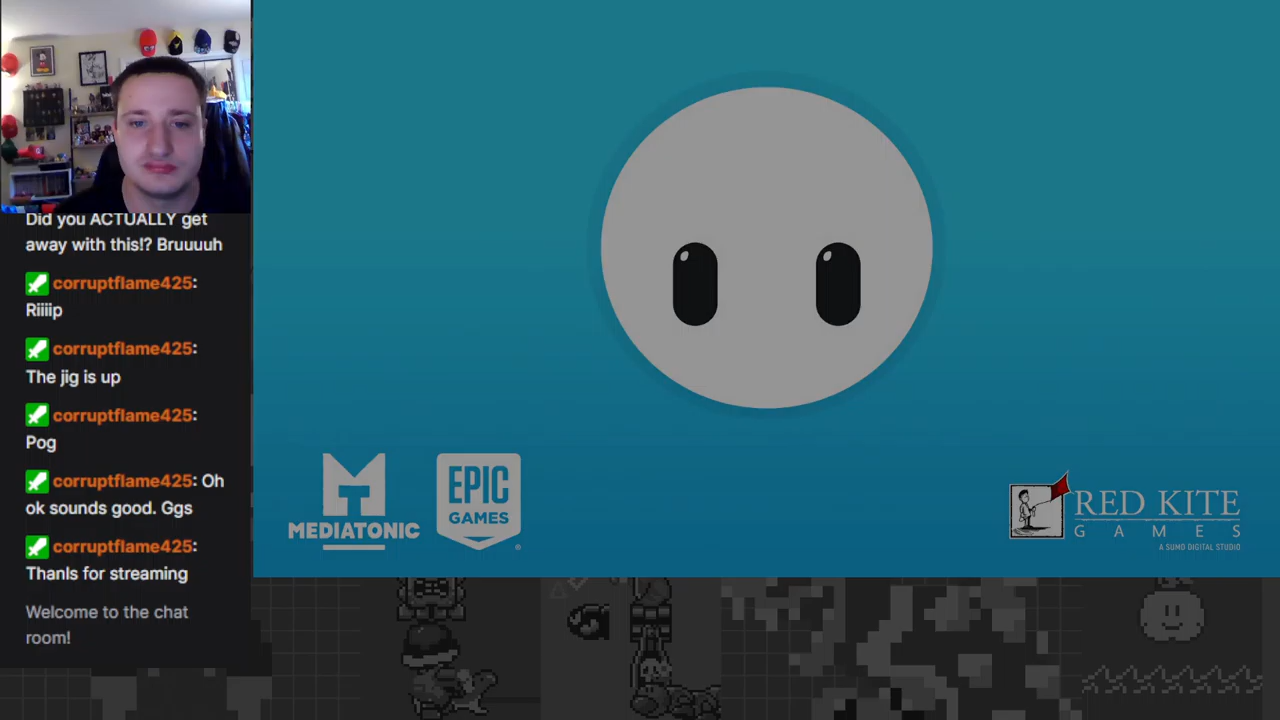 Did you ACTUALLY get
away with this!? Bruuuuh
corruptflame425:
Riiiip
corruptflame425:
The jig is up
corruptflame425:
Pog
corruptflame425: Oh
ok sounds good. Ggs
corruptflame425:
Thanls for streaming
Welcome to the chat
room!
MEDIATONIC
EPIC
GAMES
RED KITE
GAMES
A SUMO DIGITAL STUDIO